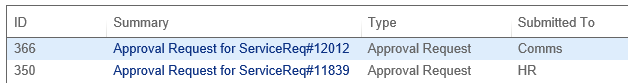 ID Summary Type Submitted To
366 Approval Request for ServiceReq#12012 Approval Request Comms
350 Approval Request for ServiceReq#11839 Approval Request HR